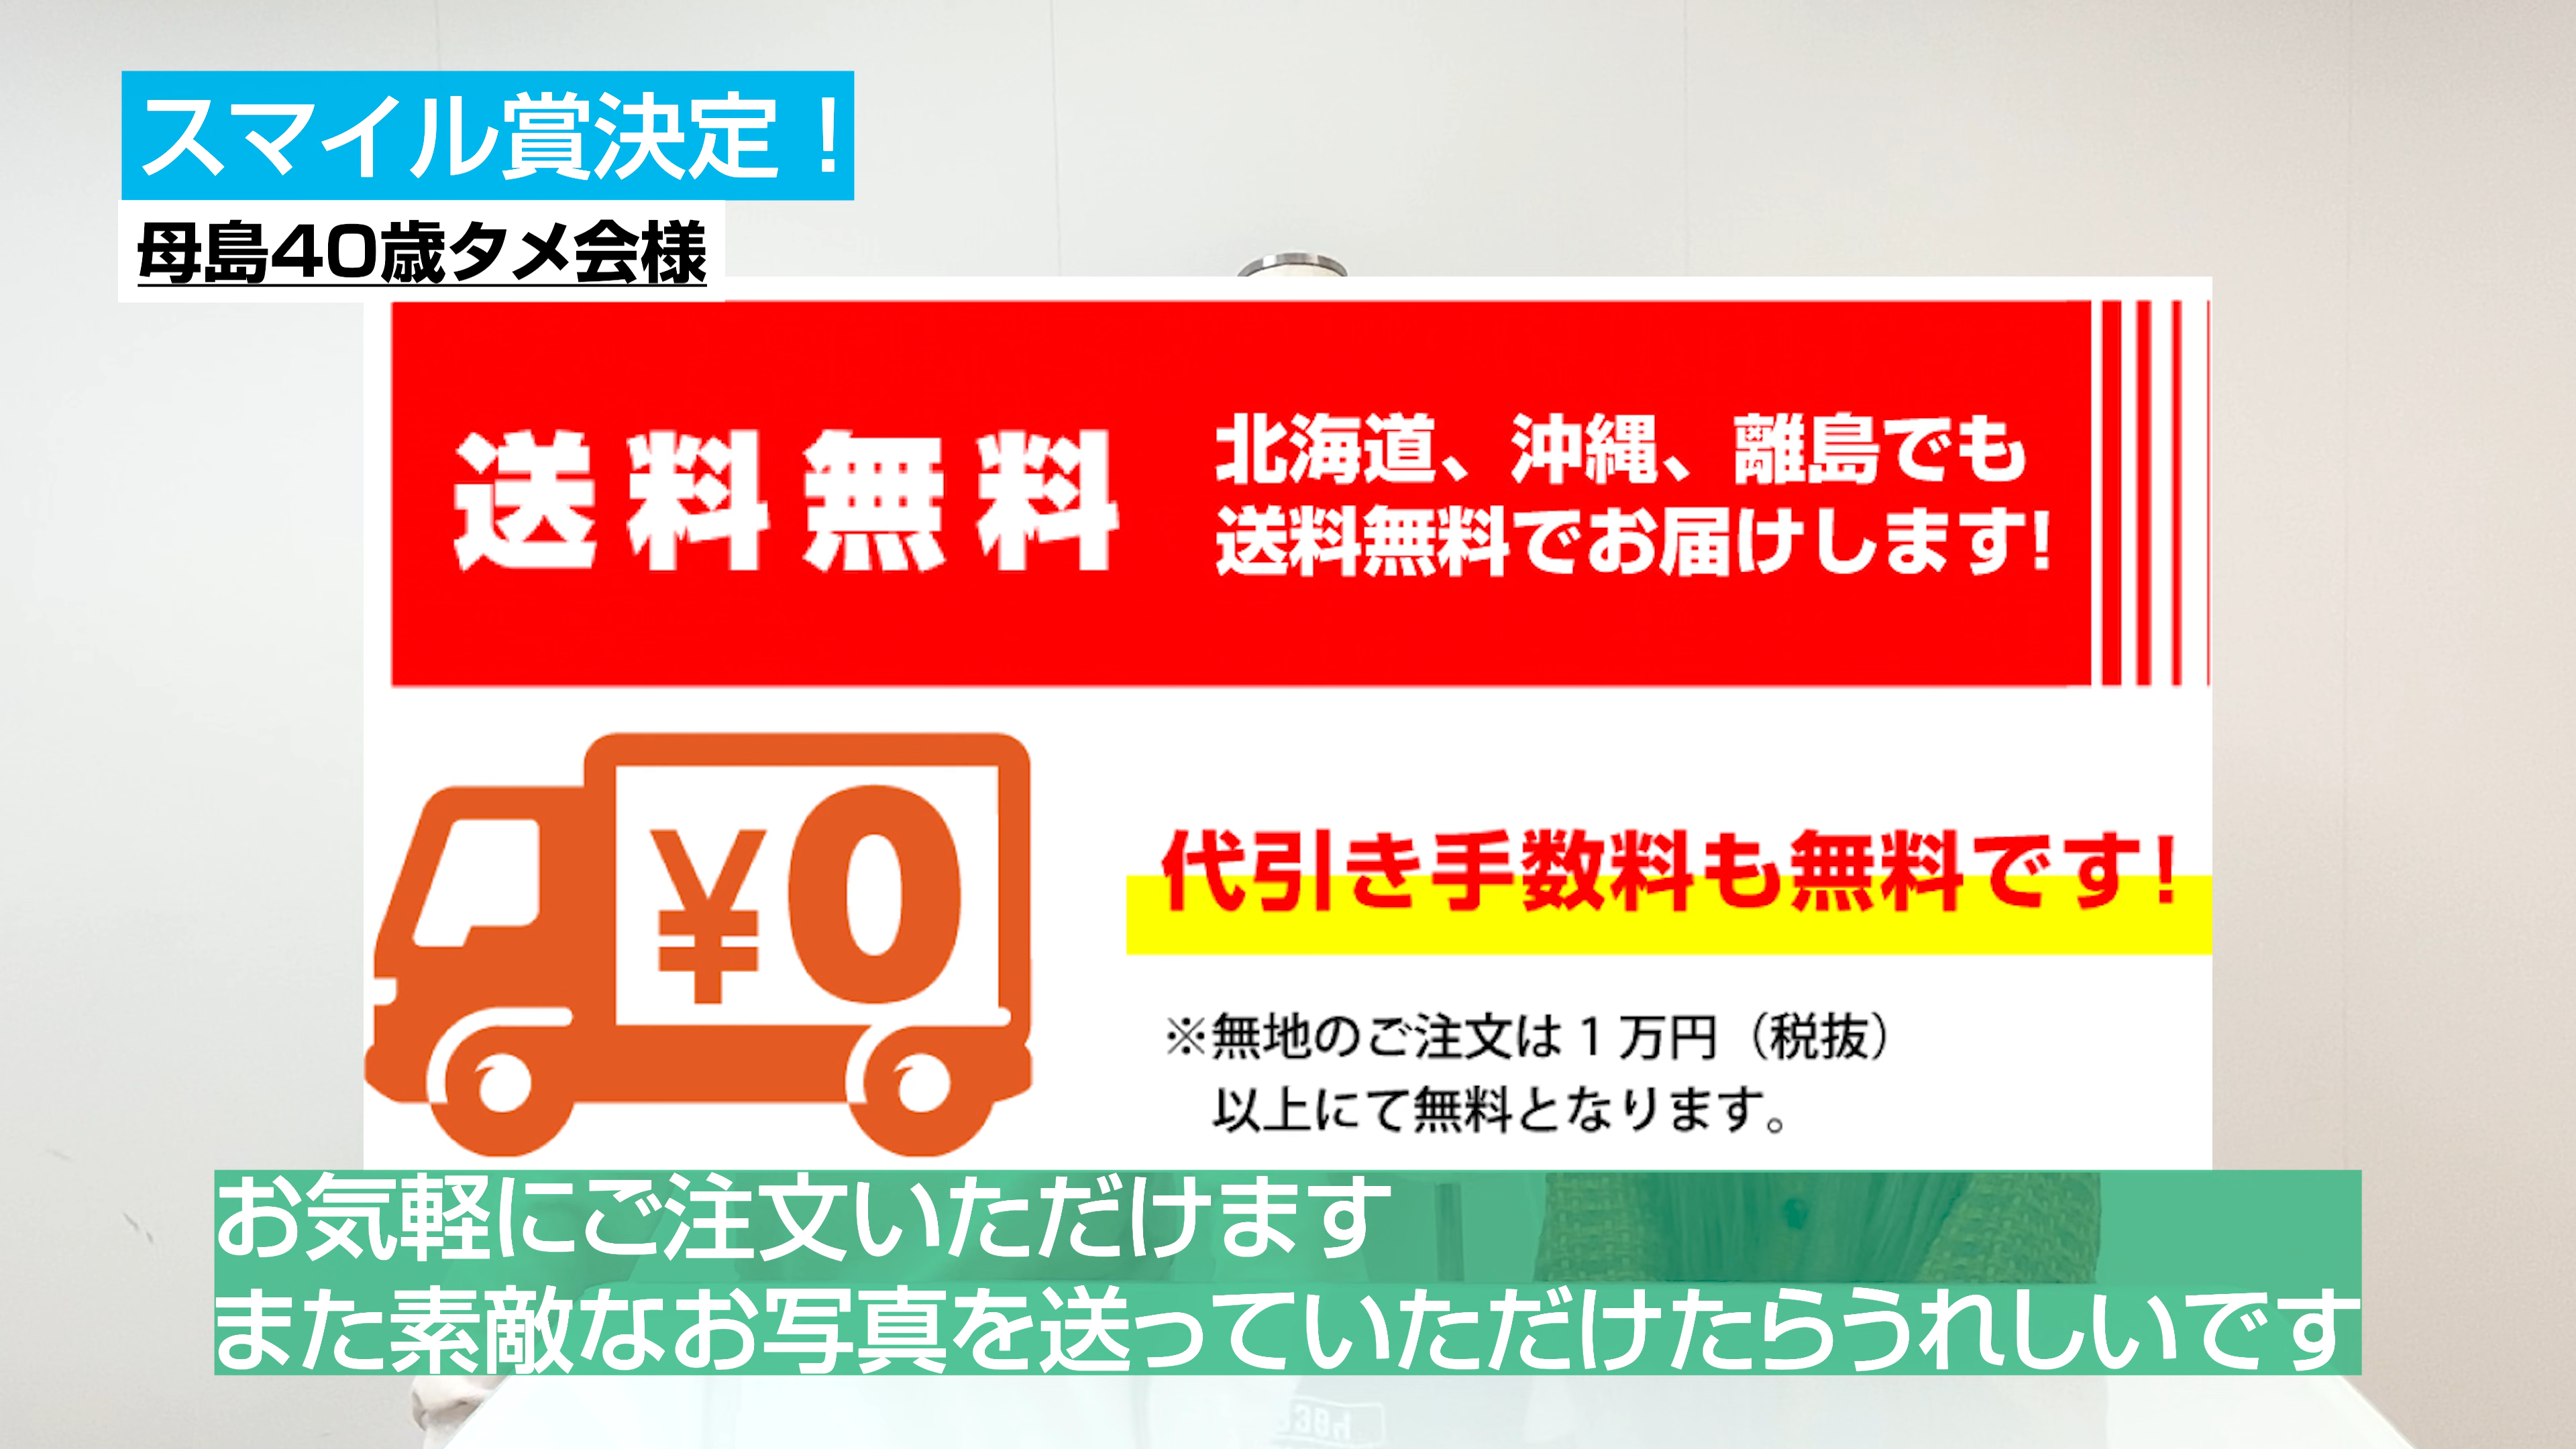 スマイル賞決定！
母島40歳タメ会様
送料無料
北海道、沖縄、離島でも
送料無料でお届けします!
¥0
代引き手数料も無料です!
※無地のご注文は１万円（税抜）
以上にて無料となります。
お気軽にご注文いただけます
また素敵なお写真を送っていただけたらうれしいです